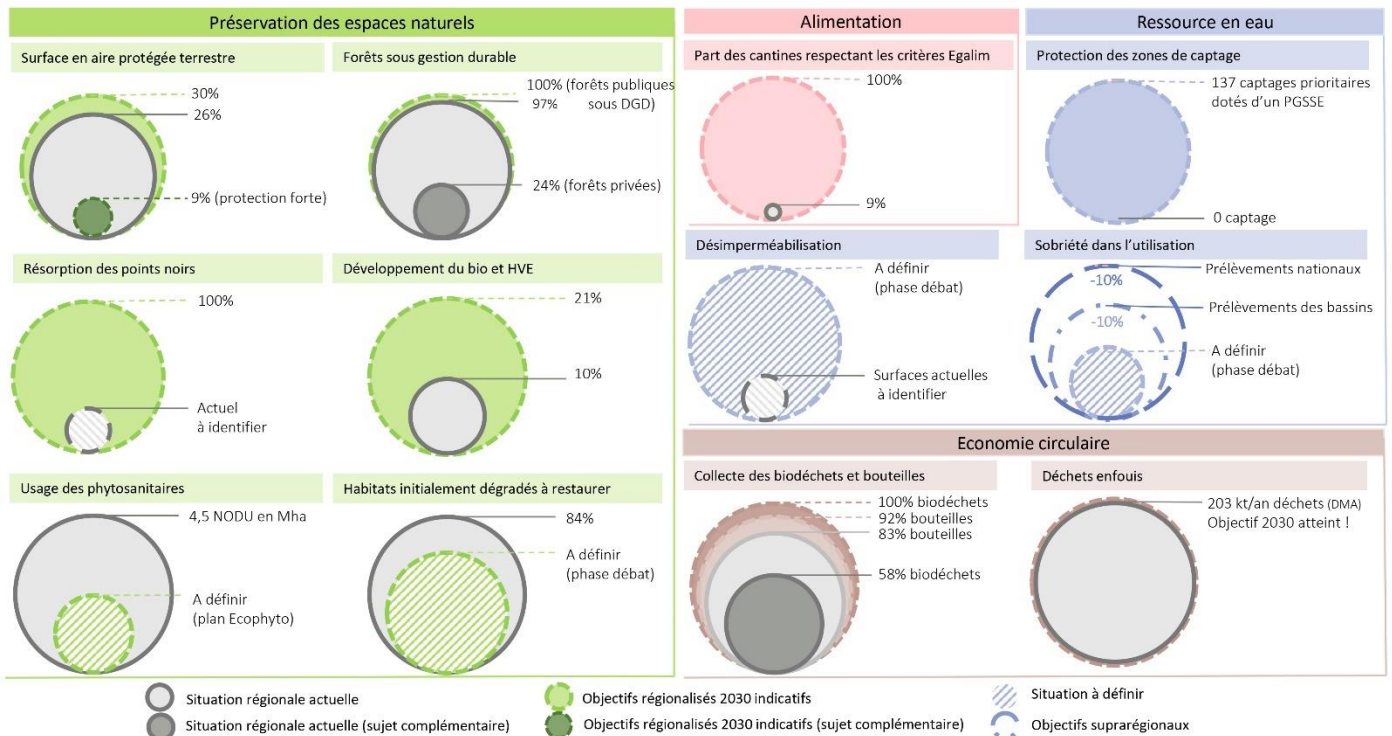 Préservation des espaces naturels
Surface en aire protégée terrestre
30%
26%
9% (protection forte)
Forêts sous gestion durable
100% (forêts publiques
97% sous DGD)
24% (forêts privées)
Résorption des points noirs
100%
Actuel
à identifier
Développement du bio et HVE
21%
10%
Usage des phytosanitaires
4,5 NODU en Mha
A définir
(plan Ecophyto)
Habitats initialement dégradés à restaurer
84%
A définir
(phase débat)
Alimentation
Part des cantines respectant les critères Egalim
100%
9%
Ressource en eau
Protection des zones de captage
137 captages prioritaires
dotés d’un PGSSE
0 captage
Désimperméabilisation
A définir
(phase débat)
Surfaces actuelles
à identifier
Sobriété dans l’utilisation
Prélèvements nationaux
-10%
Prélèvements des bassins
-10%
A définir
(phase débat)
Economie circulaire
Collecte des biodéchets et bouteilles
100% biodéchets
92% bouteilles
83% bouteilles
58% biodéchets
Déchets enfouis
203 kt/an déchets (DMA)
Objectif 2030 atteint !
Situation régionale actuelle
Situation régionale actuelle (sujet complémentaire)
Objectifs régionalisés 2030 indicatifs
Objectifs régionalisés 2030 indicatifs (sujet complémentaire)
Situation à définir
Objectifs suprarégionaux